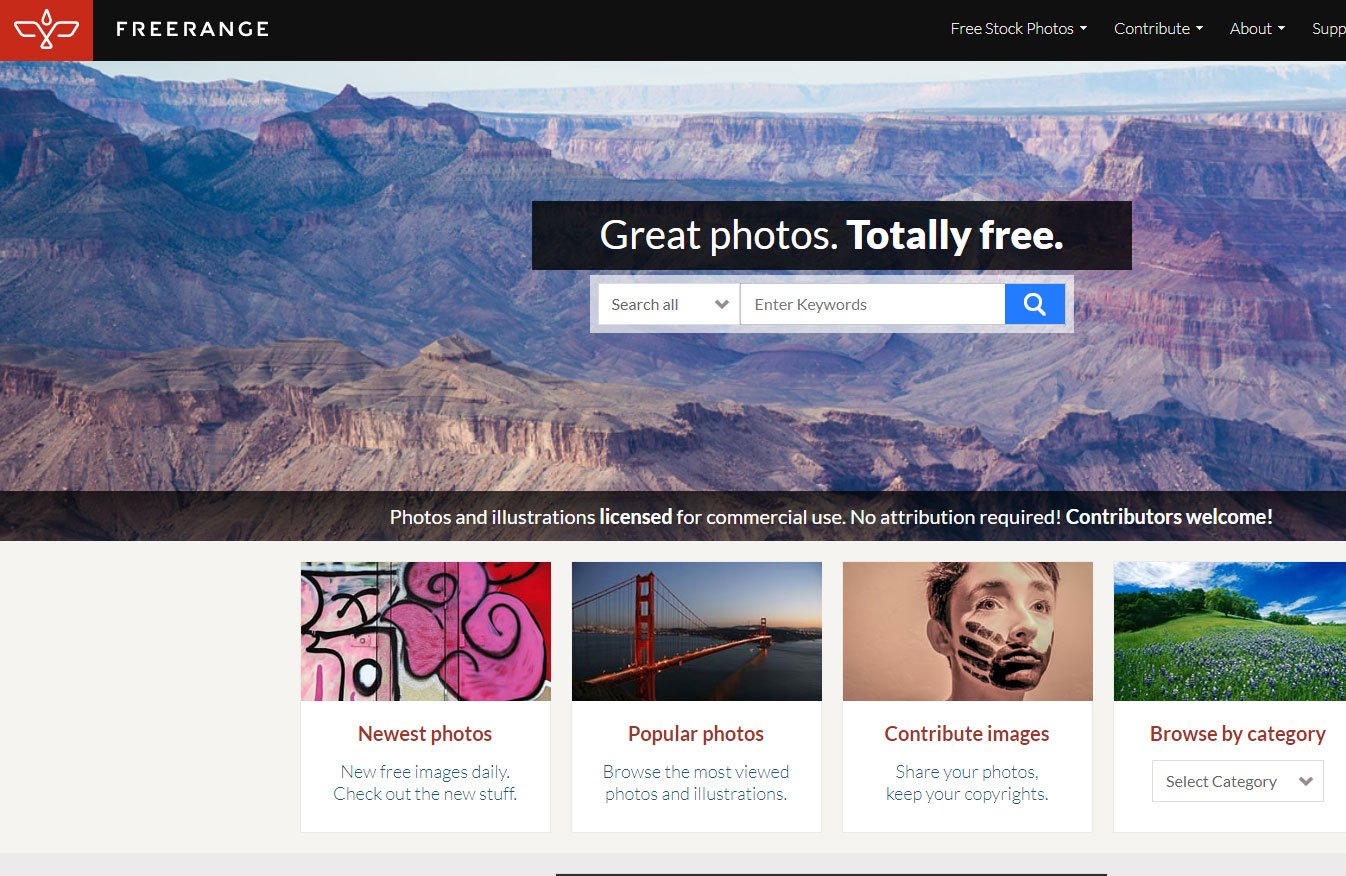 FREERANGE
Free Stock Photos
Contribute
About
Supp
Great photos. Totally free.
Search all
Enter Keywords
Photos and illustrations licensed for commercial use. No attribution required! Contributors welcome!
Newest photos
New free images daily.
Check out the new stuff.
Popular photos
Browse the most viewed
photos and illustrations.
Contribute images
Share your photos,
keep your copyrights.
Browse by category
Select Category